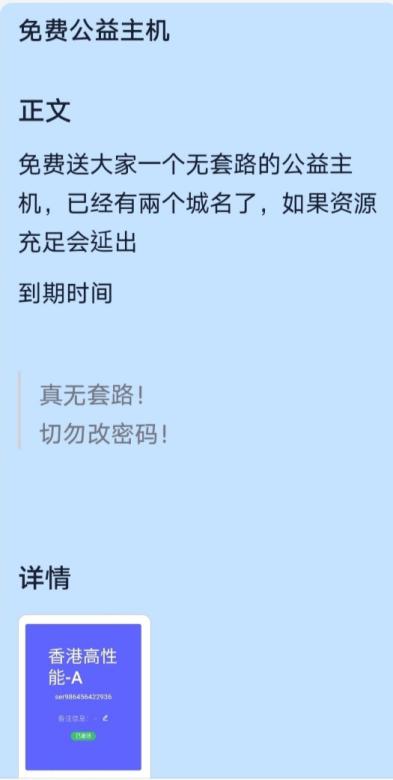 免费公益主机
正文
免费送大家一个无套路的公益主
机，已经有兩个城名了，如果资源
充足会延出
到期时间
真无套路！
切勿改密码！
详情
香港高性
能-A
ser986456422936
备注信息： -
已激活